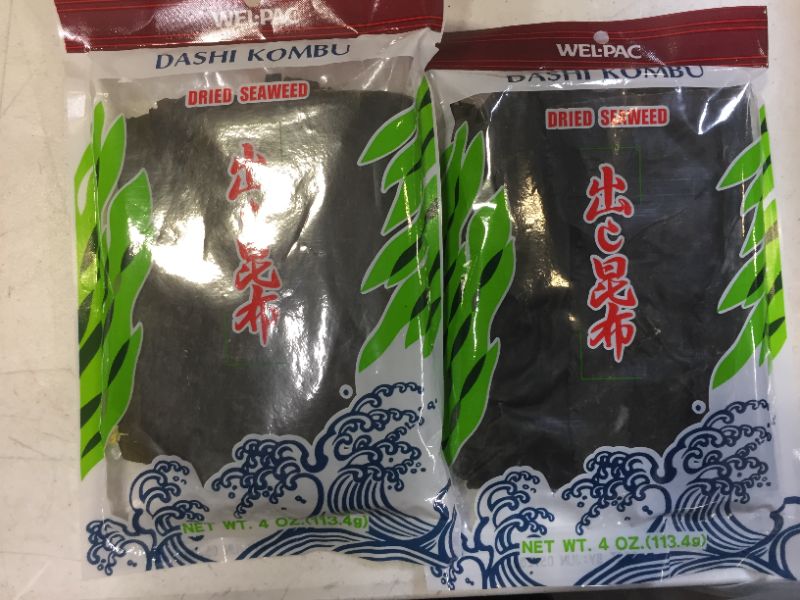 WEL-PAC
DASHI KOMBU
DRIED SEAWEED
出し昆布
NET WT. 4 OZ.(113.4g)
WEL-PAC
DASHI KOMBU
DRIED SEAWEED
出し昆布
NET WT. 4 OZ.(113.4g)